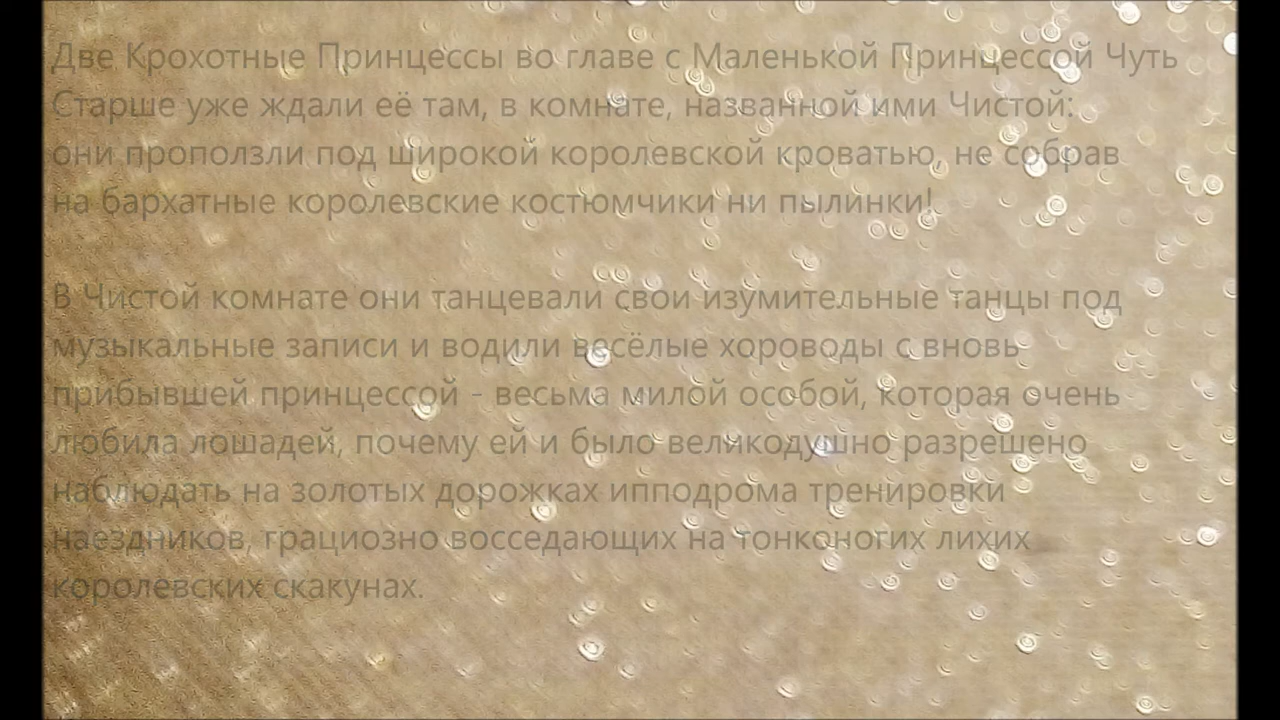 Две Крохотные Принцессы во главе с Маленькой Принцессой Чуть
Старше уже ждали её там, в комнате, названной ими Чистой:
они проползли под широкой королевской кроватью, не собрав
на бархатные королевские костюмчики ни пылинки!
В Чистой комнате они танцевали свои изумительные танцы под
музыкальные записи и водили весёлые хороводы с вновь
прибывшей принцессой - весьма милой особой, которая очень
любила лошадей, почему ей и было великодушно разрешено
наблюдать на золотых дорожках ипподрома тренировки
наездников, грациозно восседающих на тонконогих лихих
королевских скакунах.